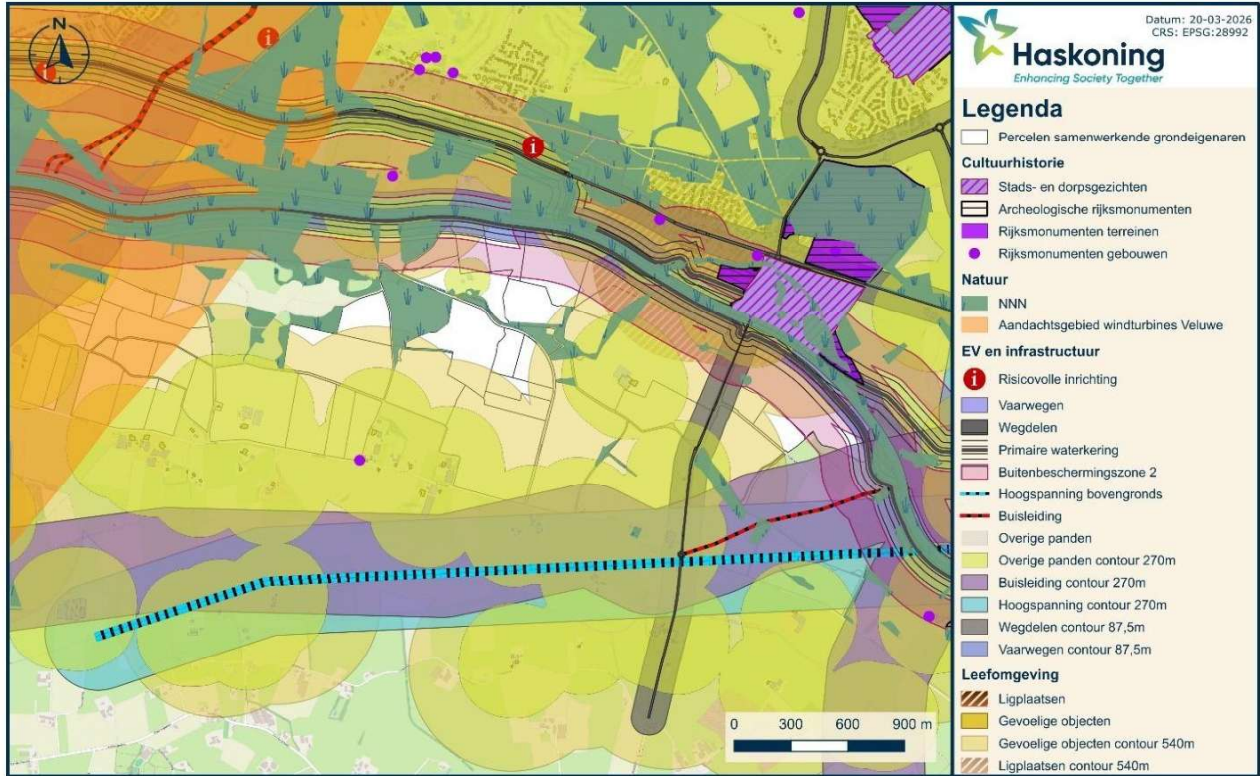 N
i
i
i
0 300 600 900 m
Datum: 20-03-2026
CRS: EPSG:28992
Haskoning
Enhancing Society Together
Legenda
Percelen samenwerkende grondeigenaren
Cultuurhistorie
Stads- en dorpsgezichten
Archeologische rijksmonumenten
Rijksmonumenten terreinen
Rijksmonumenten gebouwen
Natuur
NNN
Aandachtsgebied windturbines Veluwe
EV en infrastructuur
i Risicovolle inrichting
Vaarwegen
Wegdelen
Primaire waterkering
Buitenbeschermingszone 2
Hoogspanning bovengronds
Buisleiding
Overige panden
Overige panden contour 270m
Buisleiding contour 270m
Hoogspanning contour 270m
Wegdelen contour 87,5m
Vaarwegen contour 87,5m
Leefomgeving
Ligplaatsen
Gevoelige objecten
Gevoelige objecten contour 540m
Ligplaatsen contour 540m